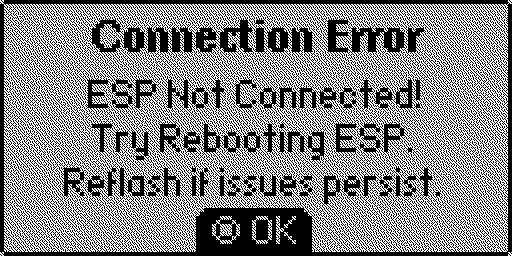 Connection Error
ESP Not Connected!
Try Rebooting ESP.
Reflash if issues persist.
OK